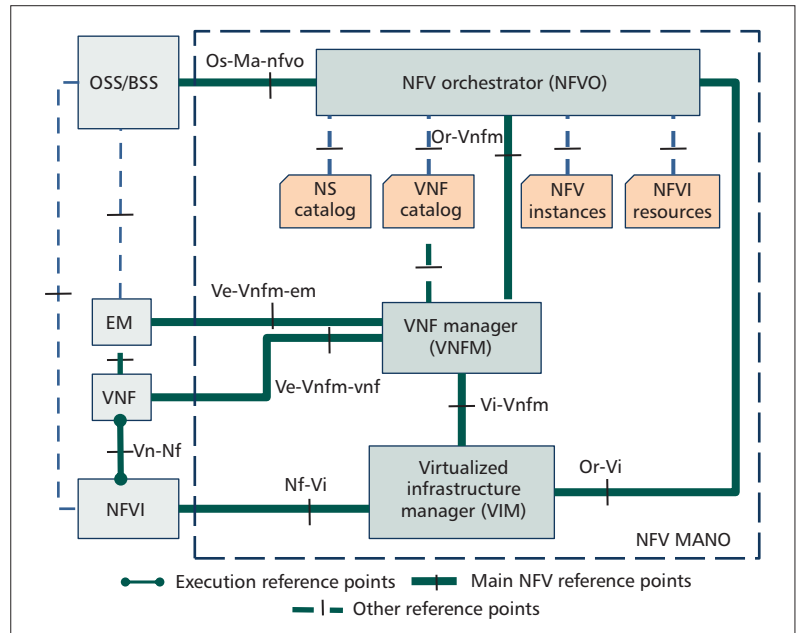 Os-Ma-nfvo
OSS/BSS
NFV orchestrator (NFVO)
Or-Vnfm
NS
catalog
VNF
catalog
NFV
instances
NFVI
resources
Ve-Vnfm-em
EM
VNF manager
(VNFM)
VNF
Ve-Vnfm-vnf
Vi-Vnfm
Vn-Nf
Virtualized
infrastructure
manager (VIM)
Or-Vi
Nf-Vi
NFVI
NFV MANO
Execution reference points
Main NFV reference points
Other reference points